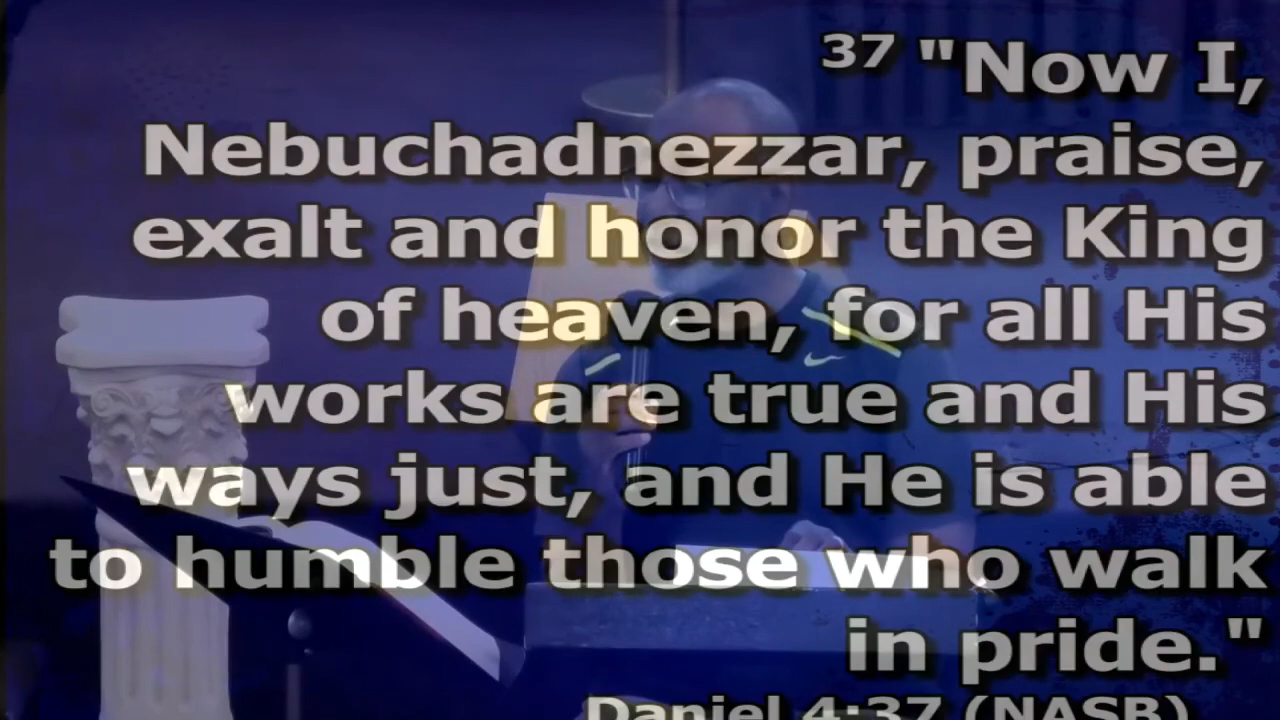 37 "Now I,
Nebuchadnezzar, praise,
exalt and honor the King
of heaven, for all His
works are true and His
ways just, and He is able
to humble those who walk
in pride."
Daniel 4:37 (NASB)